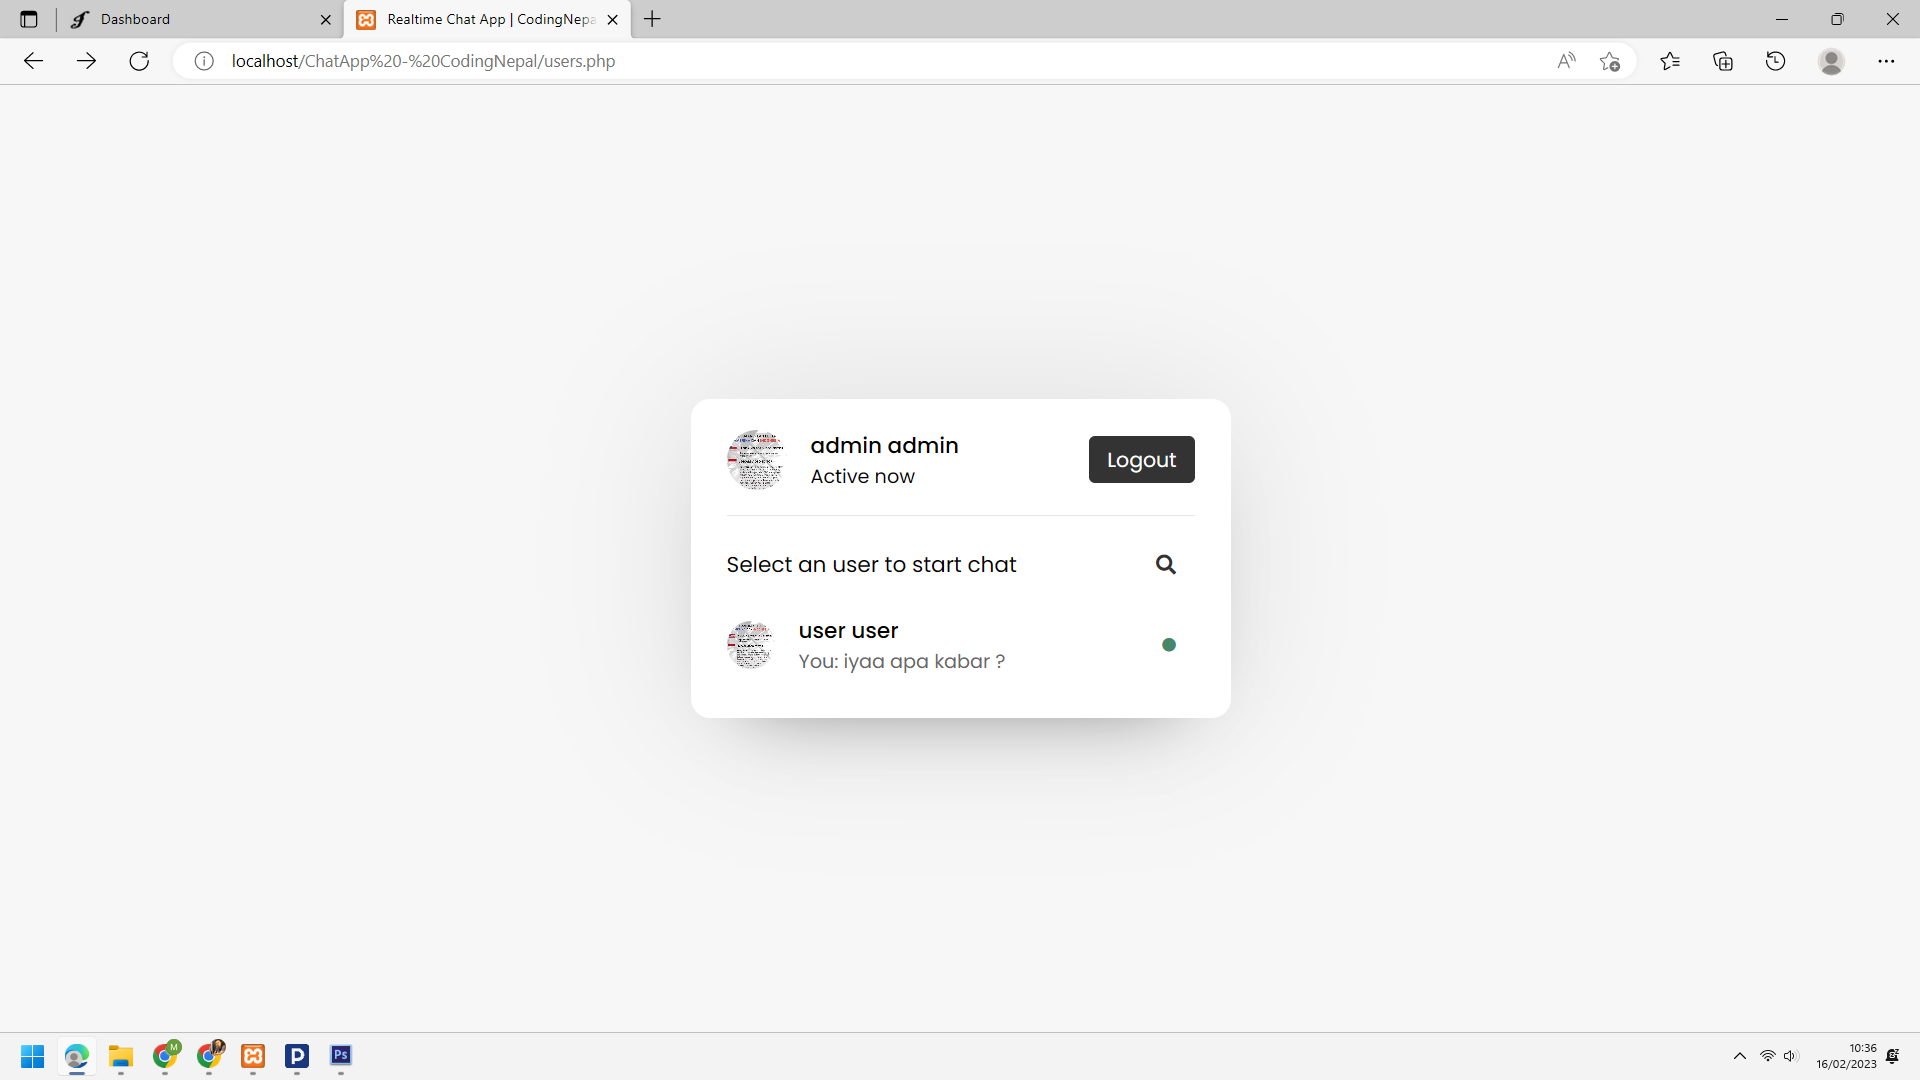 Dashboard
Realtime Chat App | CodingNepa
localhost/ChatApp%20-%20CodingNepal/users.php
admin admin
Active now
Logout
Select an user to start chat
user user
You: iyaa apa kabar ?
M
P
Ps
10:36
16/02/2023